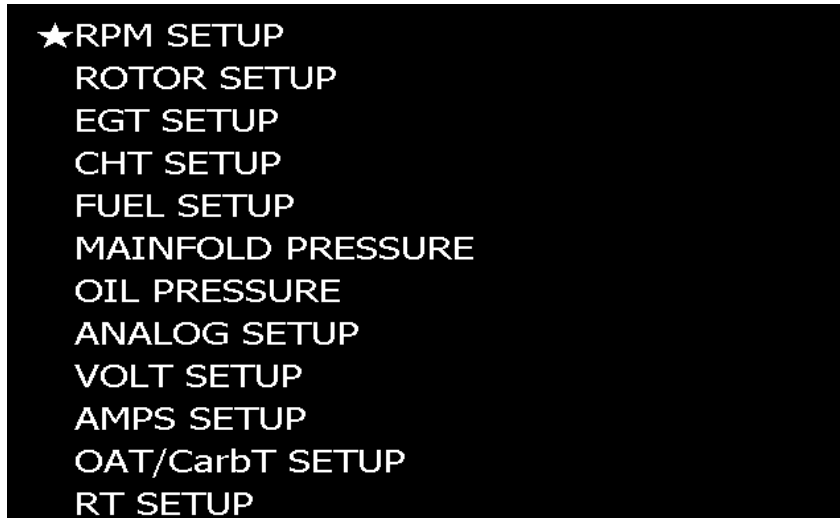 ★RPM SETUP
ROTOR SETUP
EGT SETUP
CHT SETUP
FUEL SETUP
MAINFOLD PRESSURE
OIL PRESSURE
ANALOG SETUP
VOLT SETUP
AMPS SETUP
OAT/CarbT SETUP
RT SETUP